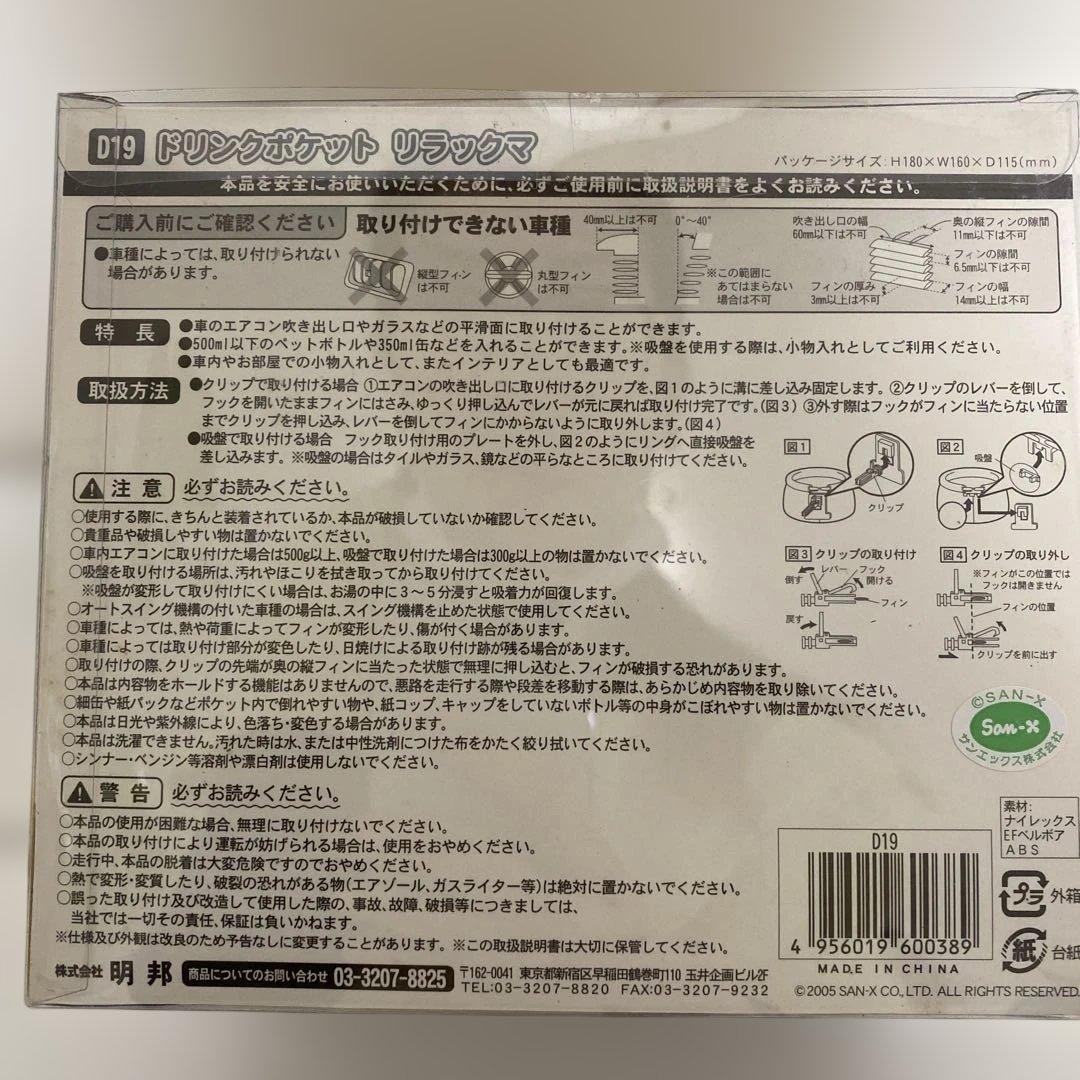 D19 ドリンクポケット リラックマ
パッケージサイズ：H180×W160×D115(mm)
本品を安全にお使いいただくために、必ずご使用前に取扱説明書をよくお読みください。
ご購入前にご確認ください
●車種によっては、取り付けられない
場合があります。
取り付けできない車種
縦型フィン
は不可
丸型フィン
は不可
40mm以上は不可
0°～40°
※この範囲に
あてはまらない
場合は不可
吹き出し口の幅
60mm以下は不可
奥の縦フィンの隙間
11mm以下は不可
フィンの隙間
6.5mm以下は不可
フィンの厚み
3mm以上は不可
フィンの幅
14mm以上は不可
特長
●車のエアコン吹き出し口やガラスなどの平滑面に取り付けることができます。
●500ml以下のペットボトルや350ml缶などを入れることができます。※吸盤を使用する際は、小物入れとしてご利用ください。
●車内やお部屋での小物入れとして、またインテリアとしても最適です。
取扱方法
●クリップで取り付ける場合 ①エアコンの吹き出し口に取り付けるクリップを、図1のように溝に差し込み固定します。②クリップのレバーを倒して、
フックを開いたままフィンにはさみ、ゆっくり押し込んでレバーが元に戻れば取り付け完了です。(図3) ③外す際はフックがフィンに当たらない位置
までクリップを押し込み、レバーを倒してフィンにかからないように取り外します。(図4)
●吸盤で取り付ける場合 フック取り付け用のプレートを外し、図2のようにリングへ直接吸盤を
差し込みます。※吸盤の場合はタイルやガラス、鏡などの平らなところに取り付けてください。
図1
クリップ
図2
吸盤
図3 クリップの取り付け
レバー フック
倒す
開ける
フィン
戻す
図4 クリップの取り外し
※フィンがこの位置では
フックは開きません
フィンの位置
クリップを前に出す
注意 必ずお読みください。
○使用する際に、きちんと装着されているか、本品が破損していないか確認してください。
○貴重品や破損しやすい物は置かないでください。
○車内エアコンに取り付けた場合は500g以上、吸盤で取り付けた場合は300g以上の物は置かないでください。
○吸盤を取り付ける場所は、汚れやほこりを拭き取ってから取り付けてください。
※吸盤が変形して取り付けにくい場合は、お湯の中に3～5分浸すと吸着力が回復します。
○オートスイング機構の付いた車種の場合は、スイング機構を止めた状態で使用してください。
○車種によっては、熱や荷重によってフィンが変形したり、傷が付く場合があります。
○車種によっては取り付け部分が変色したり、日焼けによる取り付け跡が残る場合があります。
○取り付けの際、クリップの先端が奥の縦フィンに当たった状態で無理に押し込むと、フィンが破損する恐れがあります。
○本品は内容物をホールドする機能はありませんので、悪路を走行する際や段差を移動する際は、あらかじめ内容物を取り除いてください。
○細缶や紙パックなどポケット内で倒れやすい物や、紙コップ、キャップをしていないボトル等の中身がこぼれやすい物は置かないでください。
○本品は日光や紫外線により、色落ち・変色する場合があります。
○本品は洗濯できません。汚れた時は水、または中性洗剤につけた布をかたく絞り拭いてください。
○シンナー・ベンジン等溶剤や漂白剤は使用しないでください。
©SAN-X
San-x
サンエックス株式会社
警告 必ずお読みください。
○本品の使用が困難な場合、無理に取り付けないでください。
○本品の取り付けにより運転が妨げられる場合は、使用をおやめください。
○走行中、本品の脱着は大変危険ですのでおやめください。
○熱で変形・変質したり、破裂の恐れがある物(エアゾール、ガスライター等)は絶対に置かないでください。
○誤った取り付け及び改造して使用した際の、事故、故障、破損等につきましては、
当社では一切その責任、保証は負いかねます。
※仕様及び外観は改良のため予告なしに変更することがあります。※この取扱説明書は大切に保管してください。
素材：
ナイレックス
EFベルボア
ABS
D19
4 956019 600389
MADE IN CHINA
プラ 外箱
紙 台紙
株式会社 明邦 商品についてのお問い合わせ 03-3207-8825
〒162-0041 東京都新宿区早稲田鶴巻町110 玉井企画ビル2F
TEL:03-3207-8820 FAX:03-3207-9232
©2005 SAN-X CO., LTD. ALL RIGHTS RESERVED.